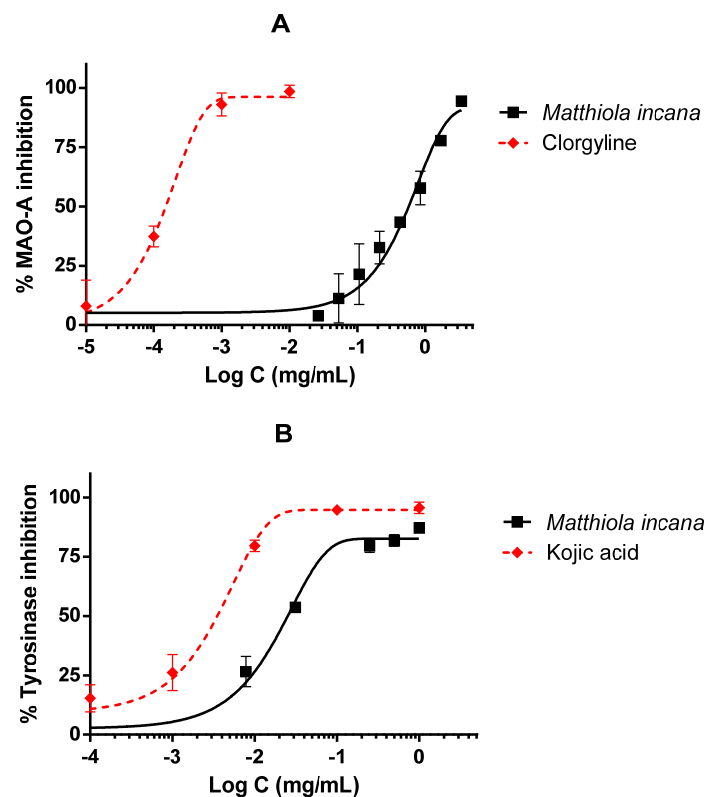 A
100
75
50
25
0
% MAO-A inhibition
-5 -4 -3 -2 -1 0
Log C (mg/mL)
Matthiola incana
Clorgyline
B
100
75
50
25
0
% Tyrosinase inhibition
-4 -3 -2 -1 0
Log C (mg/mL)
Matthiola incana
Kojic acid